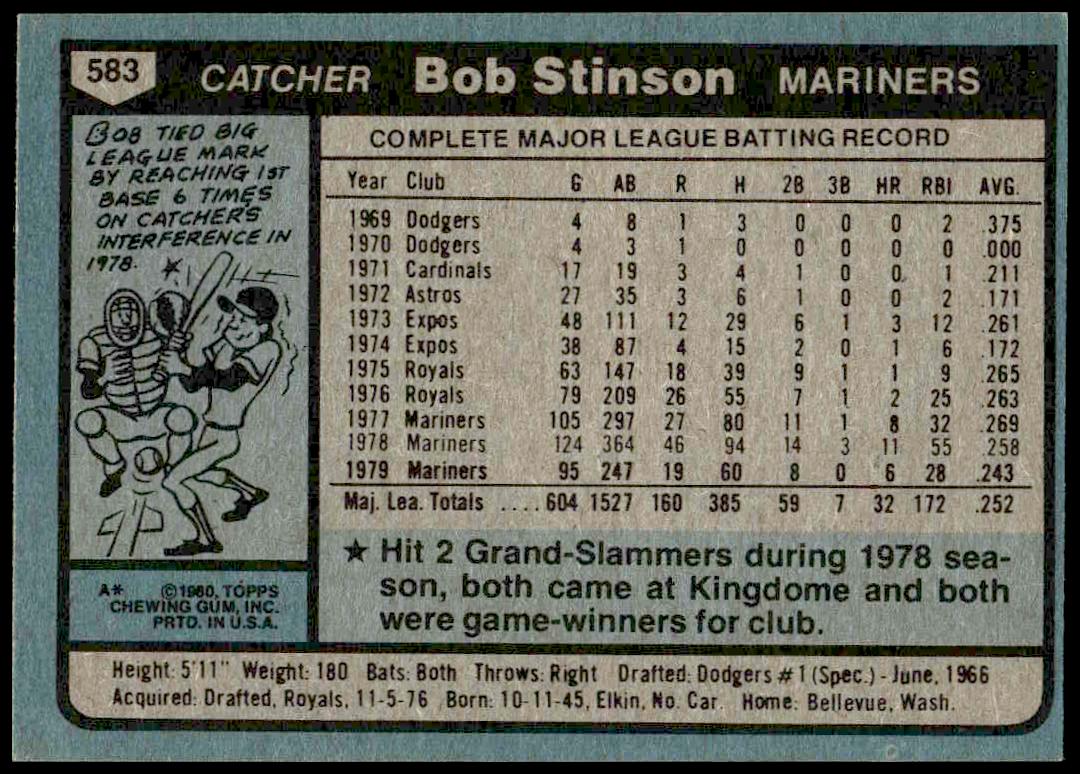 583 CATCHER Bob Stinson MARINERS
BOB TIED BIG
LEAGUE MARK
BY REACHING 1ST
BASE 6 TIMES
ON CATCHER'S
INTERFERENCE IN
1978.
COMPLETE MAJOR LEAGUE BATTING RECORD
Year Club G AB R H 2B 3B HR RBI AVG.
1969 Dodgers 4 8 1 3 0 0 0 2 .375
1970 Dodgers 4 3 1 0 0 0 0 0 .000
1971 Cardinals 17 19 3 4 1 0 0 1 .211
1972 Astros 27 35 3 6 1 0 0 2 .171
1973 Expos 48 111 12 29 6 1 3 12 .261
1974 Expos 38 87 4 15 2 0 1 6 .172
1975 Royals 63 147 18 39 9 1 1 9 .265
1976 Royals 79 209 26 55 7 1 2 25 .263
1977 Mariners 105 297 27 80 11 1 8 32 .269
1978 Mariners 124 364 46 94 14 3 11 55 .258
1979 Mariners 95 247 19 60 8 0 6 28 .243
Maj. Lea. Totals ....604 1527 160 385 59 7 32 172 .252
★ Hit 2 Grand-Slammers during 1978 sea-
son, both came at Kingdome and both
were game-winners for club.
A* ©1980, TOPPS
CHEWING GUM, INC.
PRTD. IN U.S.A.
Height: 5'11" Weight: 180 Bats: Both Throws: Right Drafted: Dodgers #1 (Spec.) - June, 1966
Acquired: Drafted, Royals, 11-5-76 Born: 10-11-45, Elkin, No. Car. Home: Bellevue, Wash.